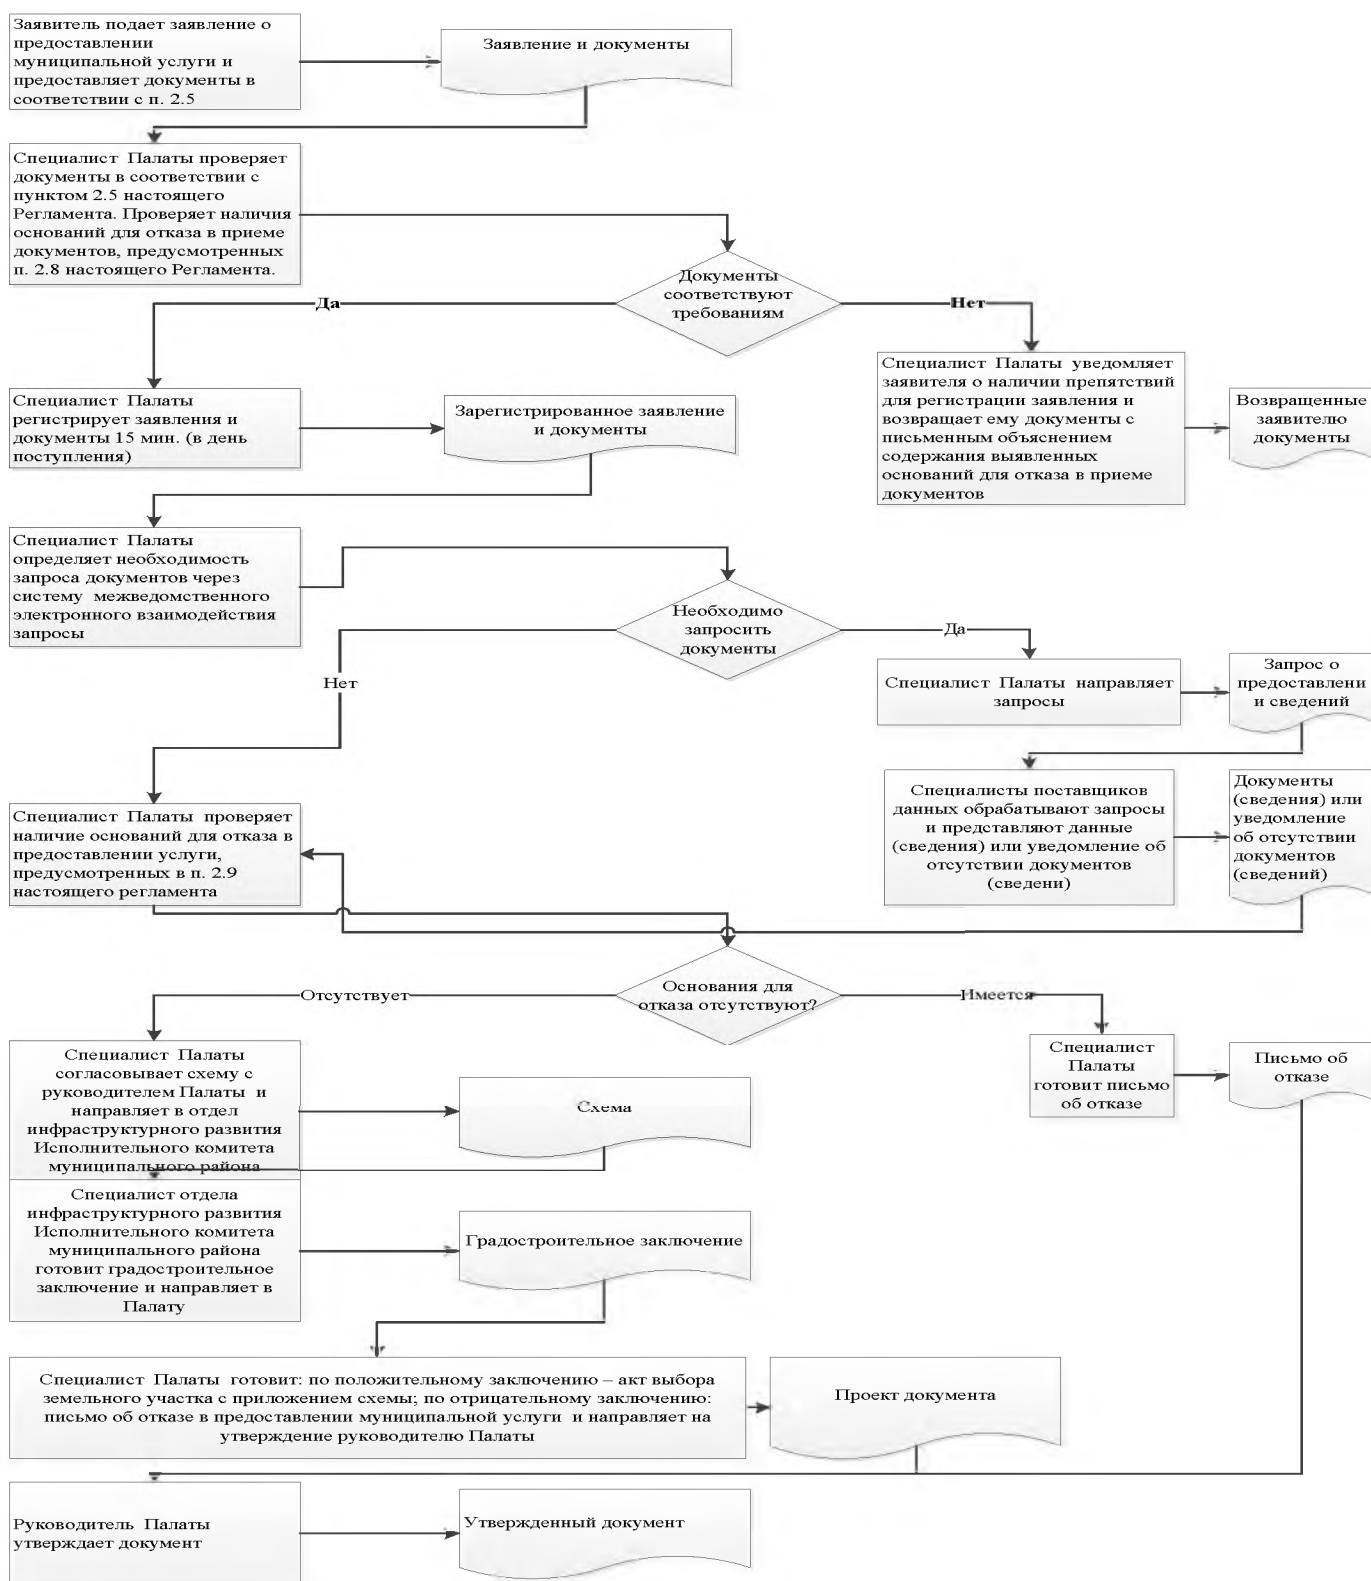 Заявитель подает заявление о
предоставлении
муниципальной услуги и
предоставляет документы в
соответствии с п. 2.5
Заявление и документы
Специалист Палаты проверяет
документы в соответствии с
пунктом 2.5 настоящего
Регламента. Проверяет наличия
оснований для отказа в приеме
документов, предусмотренных
п. 2.8 настоящего Регламента.
Документы
соответствуют
требованиям
Да
Нет
Специалист Палаты
регистрирует заявления и
документы 15 мин. (в день
поступления)
Зарегистрированное заявление
и документы
Специалист Палаты уведомляет
заявителя о наличии препятствий
для регистрации заявления и
возвращает ему документы с
письменным объяснением
содержания выявленных
оснований для отказа в приеме
документов
Возвращенные
заявителю
документы
Специалист Палаты
определяет необходимость
запроса документов через
систему межведомственного
электронного взаимодействия
запросы
Необходимо
запросить
документы
Да
Нет
Специалист Палаты направляет
запросы
Запрос о
предоставлени
и сведений
Специалисты поставщиков
данных обрабатывают запросы
и представляют данные
(сведения) или уведомление об
отсутствии документов
(сведени)
Документы
(сведения) или
уведомление
об отсутствии
документов
(сведений)
Специалист Палаты проверяет
наличие оснований для отказа в
предоставлении услуги,
предусмотренных в п. 2.9
настоящего регламента
Основания для
отказа отсутствуют?
Отсутствует
Имеется
Специалист Палаты
согласовывает схему с
руководителем Палаты и
направляет в отдел
инфраструктурного развития
Исполнительного комитета
муниципального района
Схема
Специалист
Палаты
готовит письмо
об отказе
Письмо об
отказе
Специалист отдела
инфраструктурного развития
Исполнительного комитета
муниципального района
готовит градостроительное
заключение и направляет в
Палату
Градостроительное заключение
Специалист Палаты готовит: по положительному заключению – акт выбора
земельного участка с приложением схемы; по отрицательному заключению:
письмо об отказе в предоставлении муниципальной услуги и направляет на
утверждение руководителю Палаты
Проект документа
Руководитель Палаты
утверждает документ
Утвержденный документ